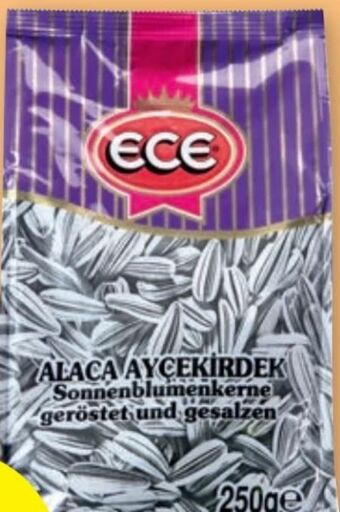 ECE
ALACA AYÇEKİRDEK
Sonnenblumenkerne
geröstet und gesalzen
250g℮